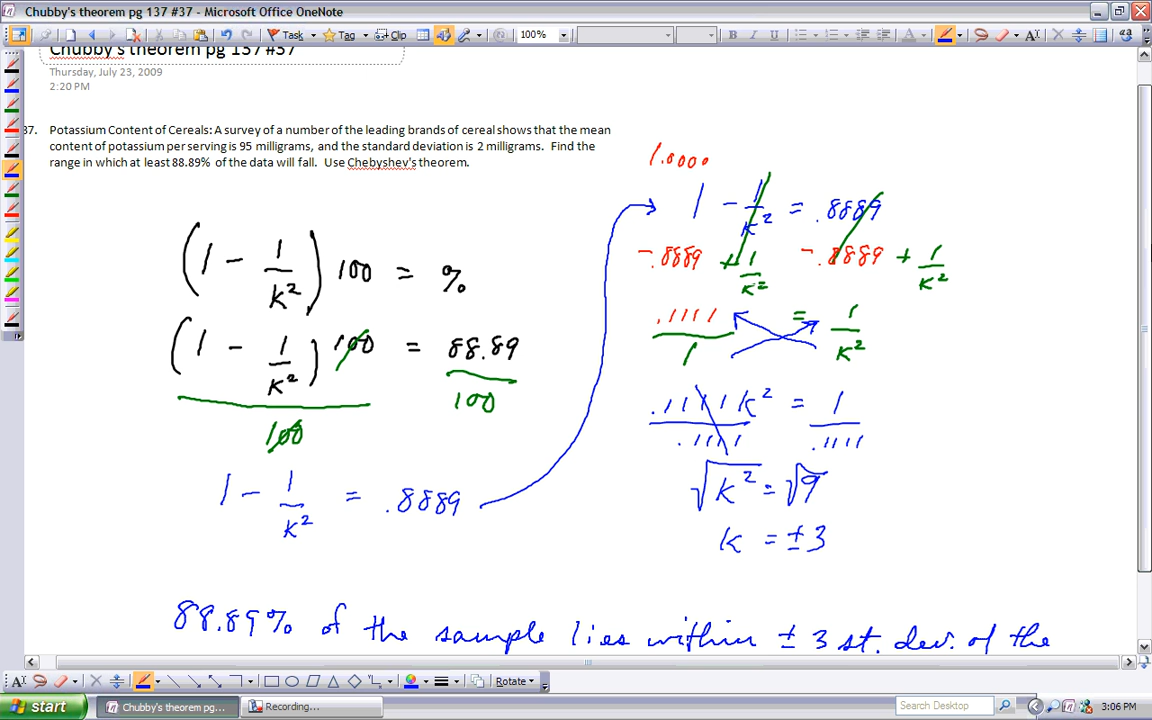 Chubby's theorem pg 137 #37 - Microsoft Office OneNote
Task Tag Clip 100% B I U A
Chubby's theorem pg 137 #37
Thursday, July 23, 2009
2:20 PM
37. Potassium Content of Cereals: A survey of a number of the leading brands of cereal shows that the mean
content of potassium per serving is 95 milligrams, and the standard deviation is 2 milligrams. Find the
range in which at least 88.89% of the data will fall. Use Chebyshev's theorem.
(1 - 1/K²) 100 = %
(1 - 1/K²) 100 = 88.89
100 100
1 - 1/K² = .8889
1.0000
1 - 1/K² = .8889
-.8889 + 1/K² -.8889 + 1/K²
.1111 / 1 = 1/K²
.1111 K² = 1
.1111 .1111
√K² = √9
K = ± 3
88.89% of the sample lies within ± 3 st. dev. of the
Rotate
start Chubby's theorem pg... Recording... Search Desktop 3:06 PM